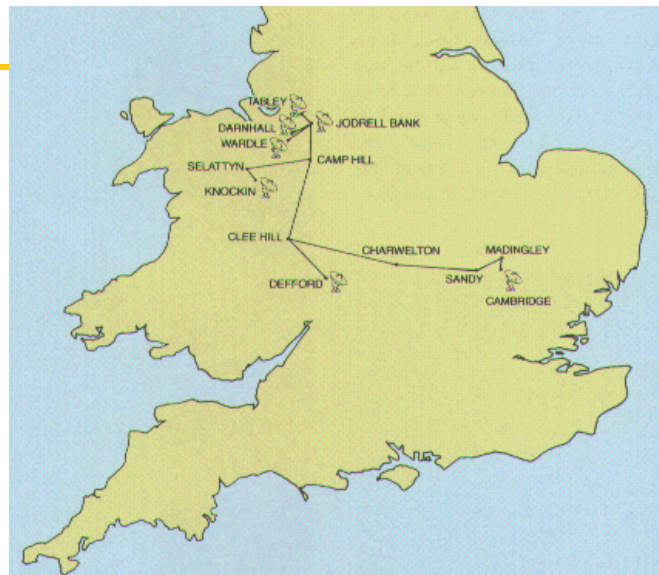 TABLEY
DARNHALL
JODRELL BANK
WARDLE
SELATTYN
CAMP HILL
KNOCKIN
CLEE HILL
CHARWELTON
MADINGLEY
DEFFORD
SANDY
CAMBRIDGE